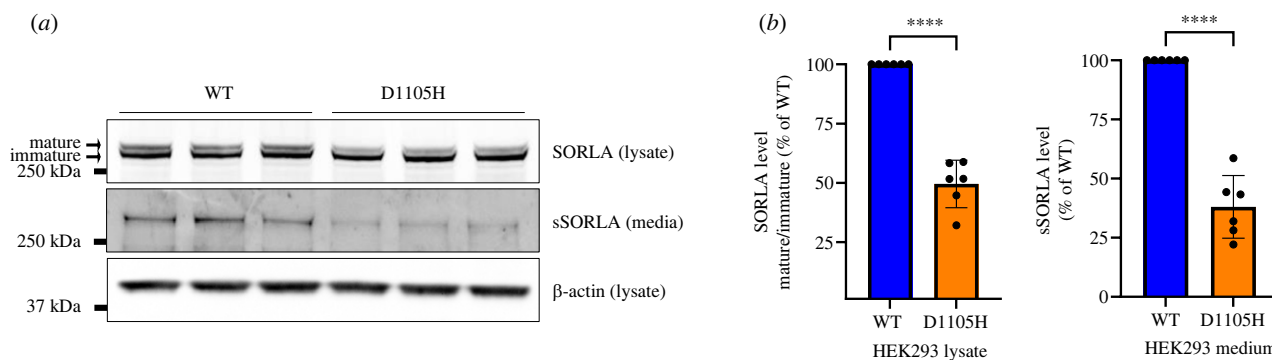 (a)
WT D1105H
mature
immature
250 kDa
SORLA (lysate)
250 kDa
sSORLA (media)
37 kDa
β-actin (lysate)
(b)
****
SORLA level
mature/immature (% of WT)
100
75
50
25
WT D1105H
HEK293 lysate
****
sSORLA level
(% of WT)
100
75
50
25
0
WT D1105H
HEK293 medium